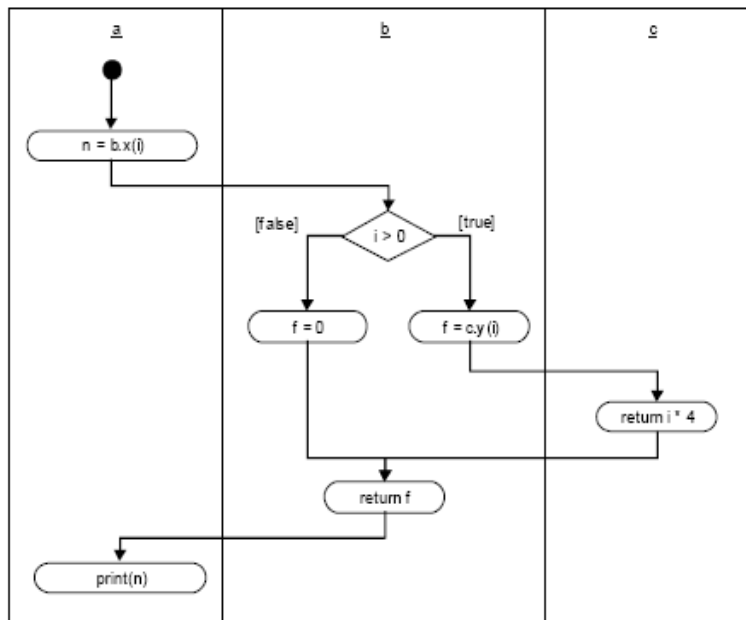 a
b
c
n = b.x(i)
[false]
[true]
i > 0
f = 0
f = c.y(i)
return i * 4
return f
print(n)